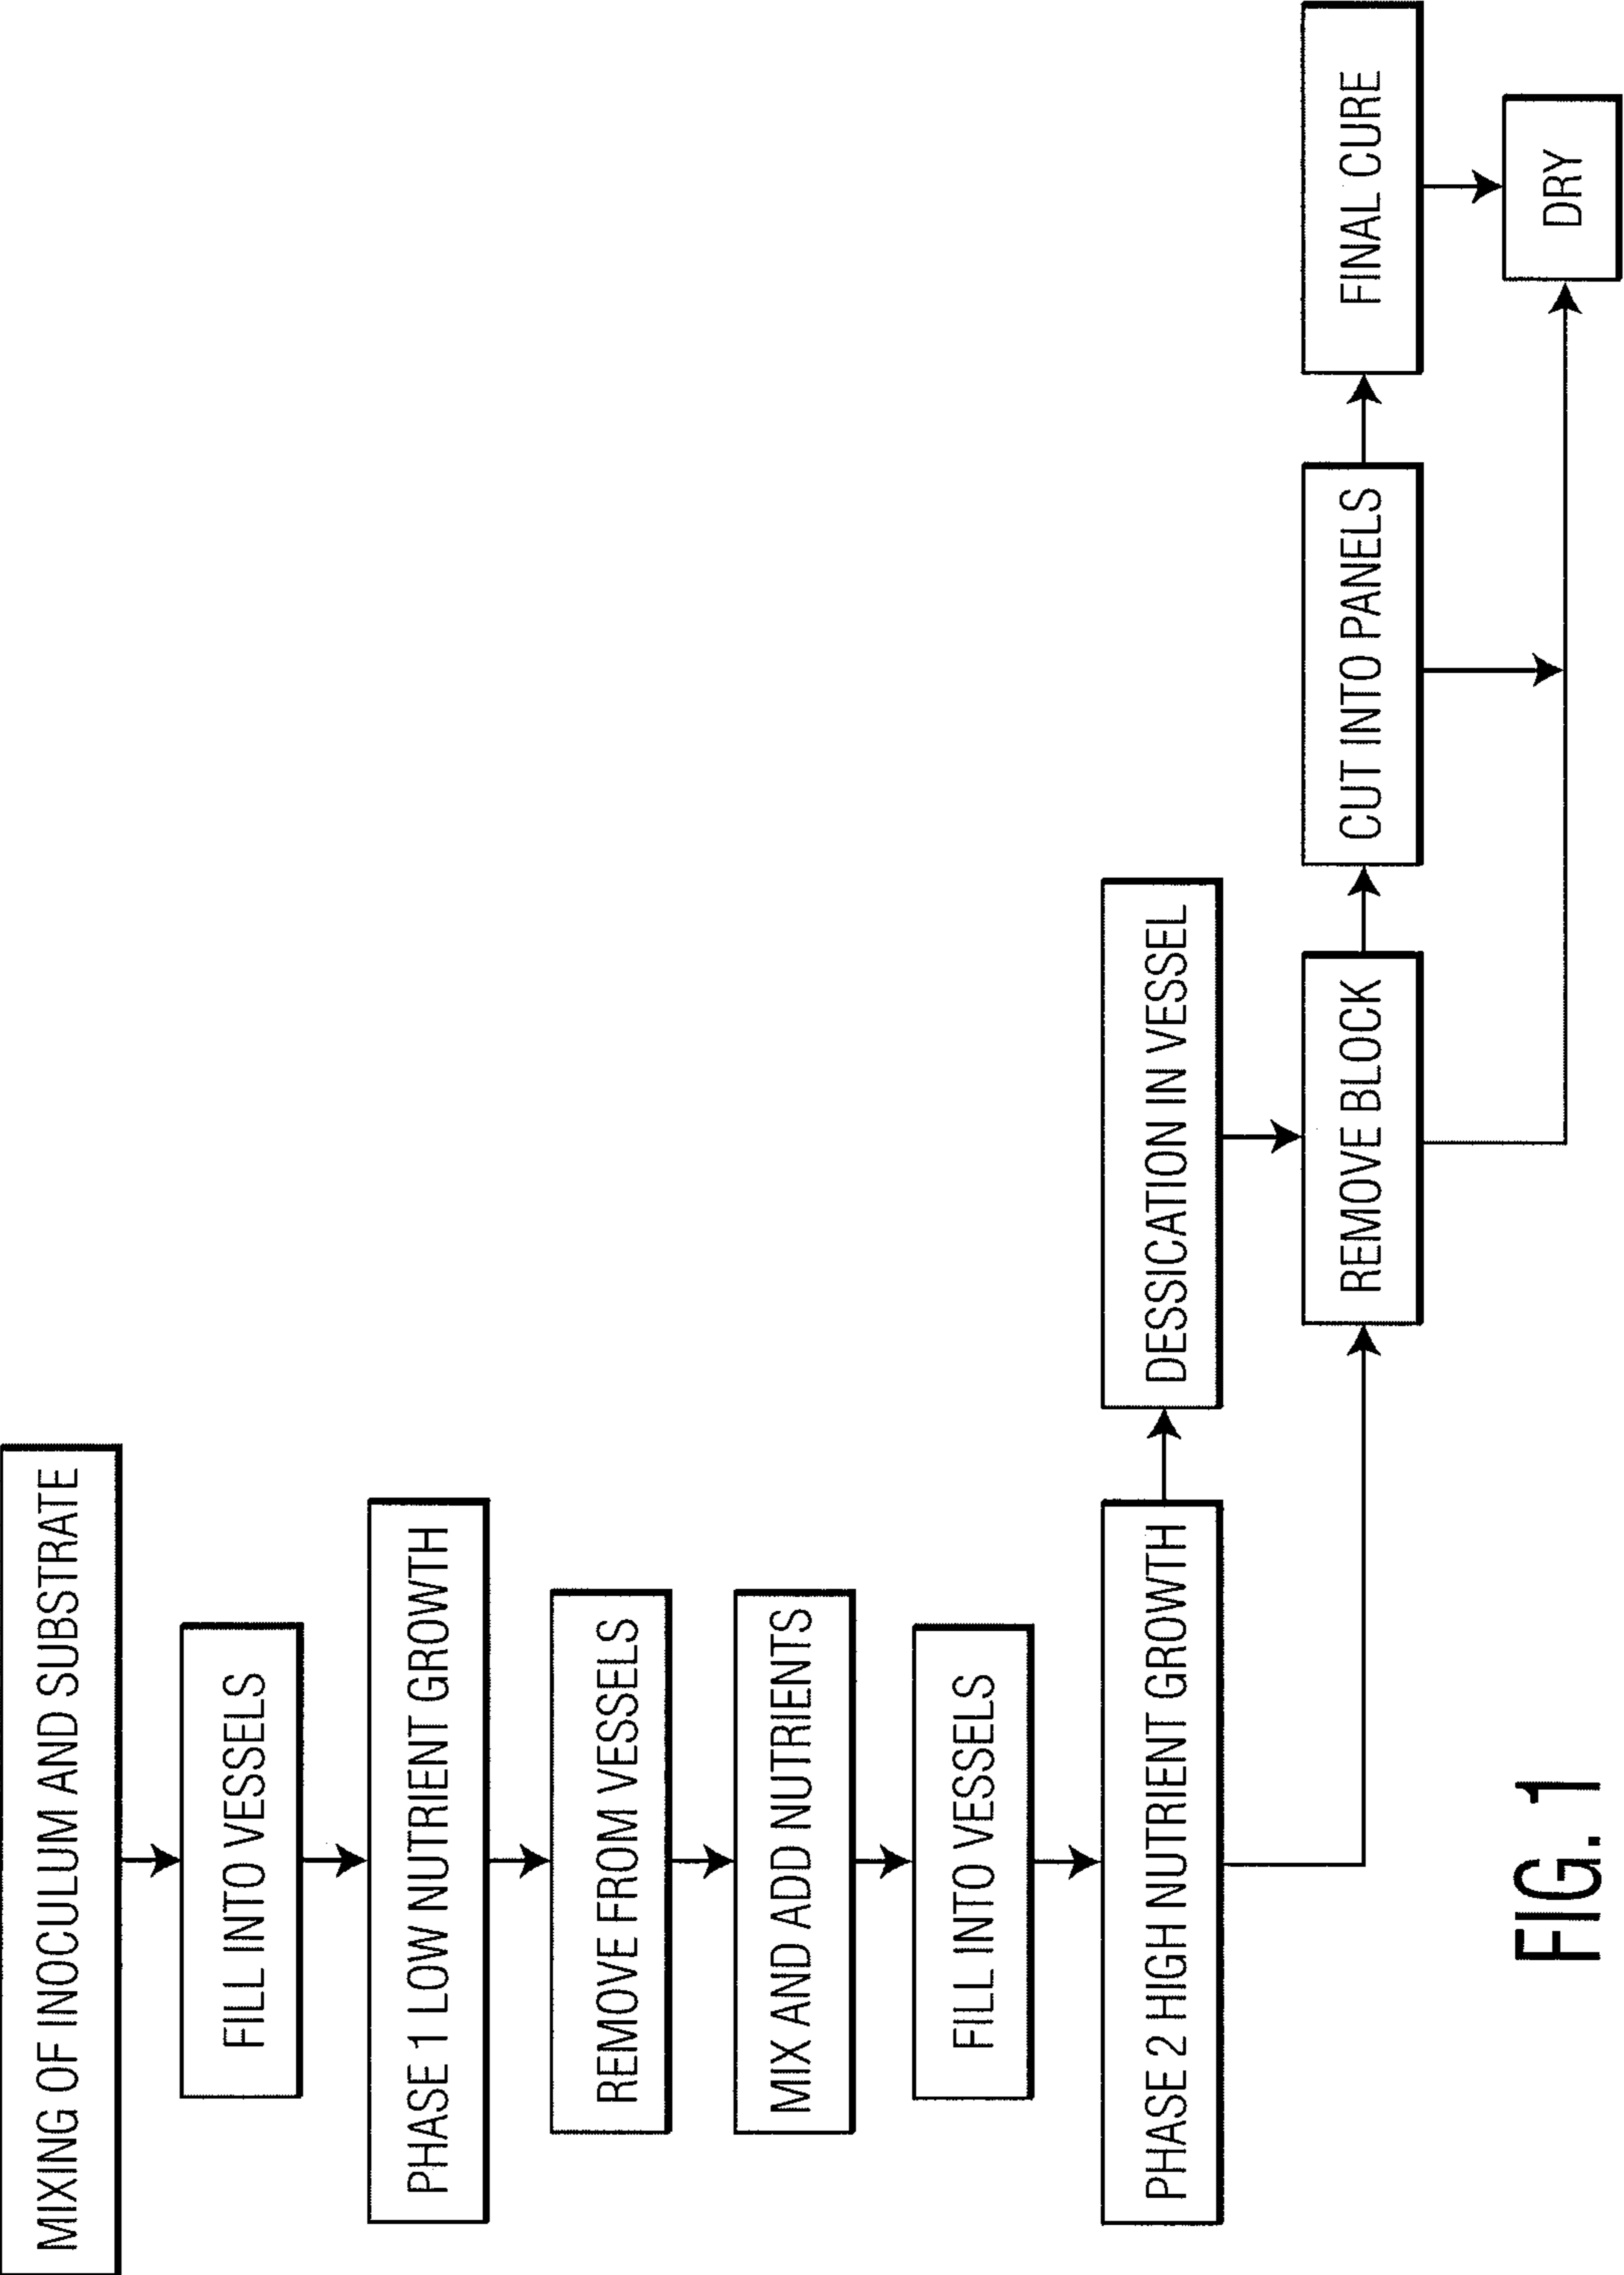 MIXING OF INOCULUM AND SUBSTRATE
FILL INTO VESSELS
PHASE 1 LOW NUTRIENT GROWTH
REMOVE FROM VESSELS
MIX AND ADD NUTRIENTS
FILL INTO VESSELS
PHASE 2 HIGH NUTRIENT GROWTH
DESSICATION IN VESSEL
REMOVE BLOCK
CUT INTO PANELS
FINAL CURE
DRY
FIG. 1